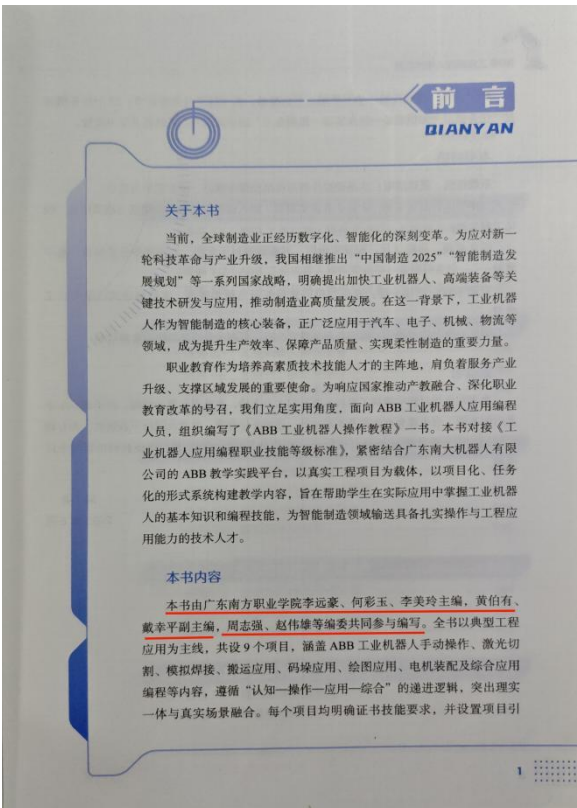 前言
QIANYAN
关于本书
当前，全球制造业正经历数字化、智能化的深刻变革。为应对新一
轮科技革命与产业升级，我国相继推出“中国制造 2025”“智能制造发
展规划”等一系列国家战略，明确提出加快工业机器人、高端装备等关
键技术研发与应用，推动制造业高质量发展。在这一背景下，工业机器
人作为智能制造的核心装备，正广泛应用于汽车、电子、机械、物流等
领域，成为提升生产效率、保障产品质量、实现柔性制造的重要力量。
职业教育作为培养高素质技术技能人才的主阵地，肩负着服务产业
升级、支撑区域发展的重要使命。为响应国家推动产教融合、深化职业
教育改革的号召，我们立足实用角度，面向 ABB 工业机器人应用编程
人员，组织编写了《ABB 工业机器人操作教程》一书。本书对接《工
业机器人应用编程职业技能等级标准》，紧密结合广东南大机器人有限
公司的 ABB 教学实践平台，以真实工程项目为载体，以项目化、任务
化的形式系统构建教学内容，旨在帮助学生在实际应用中掌握工业机器
人的基本知识和编程技能，为智能制造领域输送具备扎实操作与工程应
用能力的技术人才。
本书内容
本书由广东南方职业学院李远豪、何彩玉、李美玲主编，黄伯有、
戴幸平副主编，周志强、赵伟雄等编委共同参与编写。全书以典型工程
应用为主线，共设 9 个项目，涵盖 ABB 工业机器人手动操作、激光切
割、模拟焊接、搬运应用、码垛应用、绘图应用、电机装配及综合应用
编程等内容，遵循“认知—操作—应用—综合”的递进逻辑，突出理实
一体与真实场景融合。每个项目均明确证书技能要求，并设置项目引
1